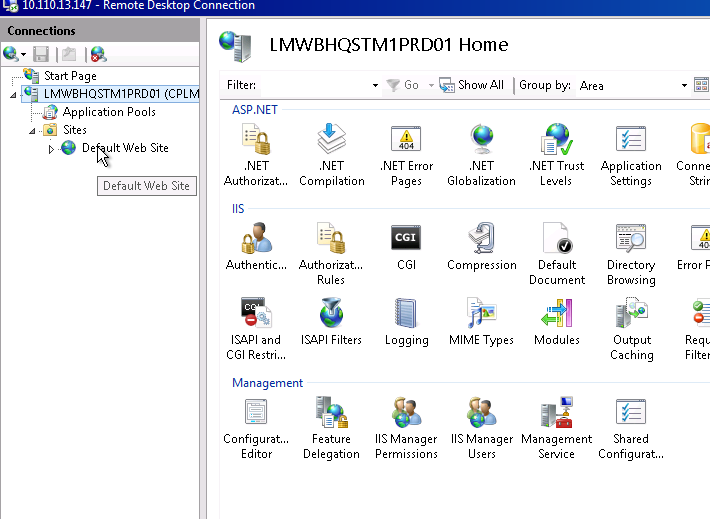 10.110.13.147 - Remote Desktop Connection
Connections
Start Page
LMWBHQSTM1PRD01 (CPLM
Application Pools
Sites
Default Web Site
Default Web Site
LMWBHQSTM1PRD01 Home
Filter: Go Show All Group by: Area
ASP.NET
.NET Authorizat...
.NET Compilation
404
.NET Error Pages
.NET Globalization
.NET Trust Levels
Application Settings
Conne
Strin
IIS
Authentic...
Authorizat... Rules
CGI
CGI
Compression
Default Document
Directory Browsing
404
Error P
CGI
ISAPI and CGI Restri...
ISAPI Filters
Logging
MIME Types
Modules
Output Caching
Requ
Filter
Management
Configurat... Editor
Feature Delegation
IIS Manager Permissions
IIS Manager Users
Management Service
Shared Configurat...